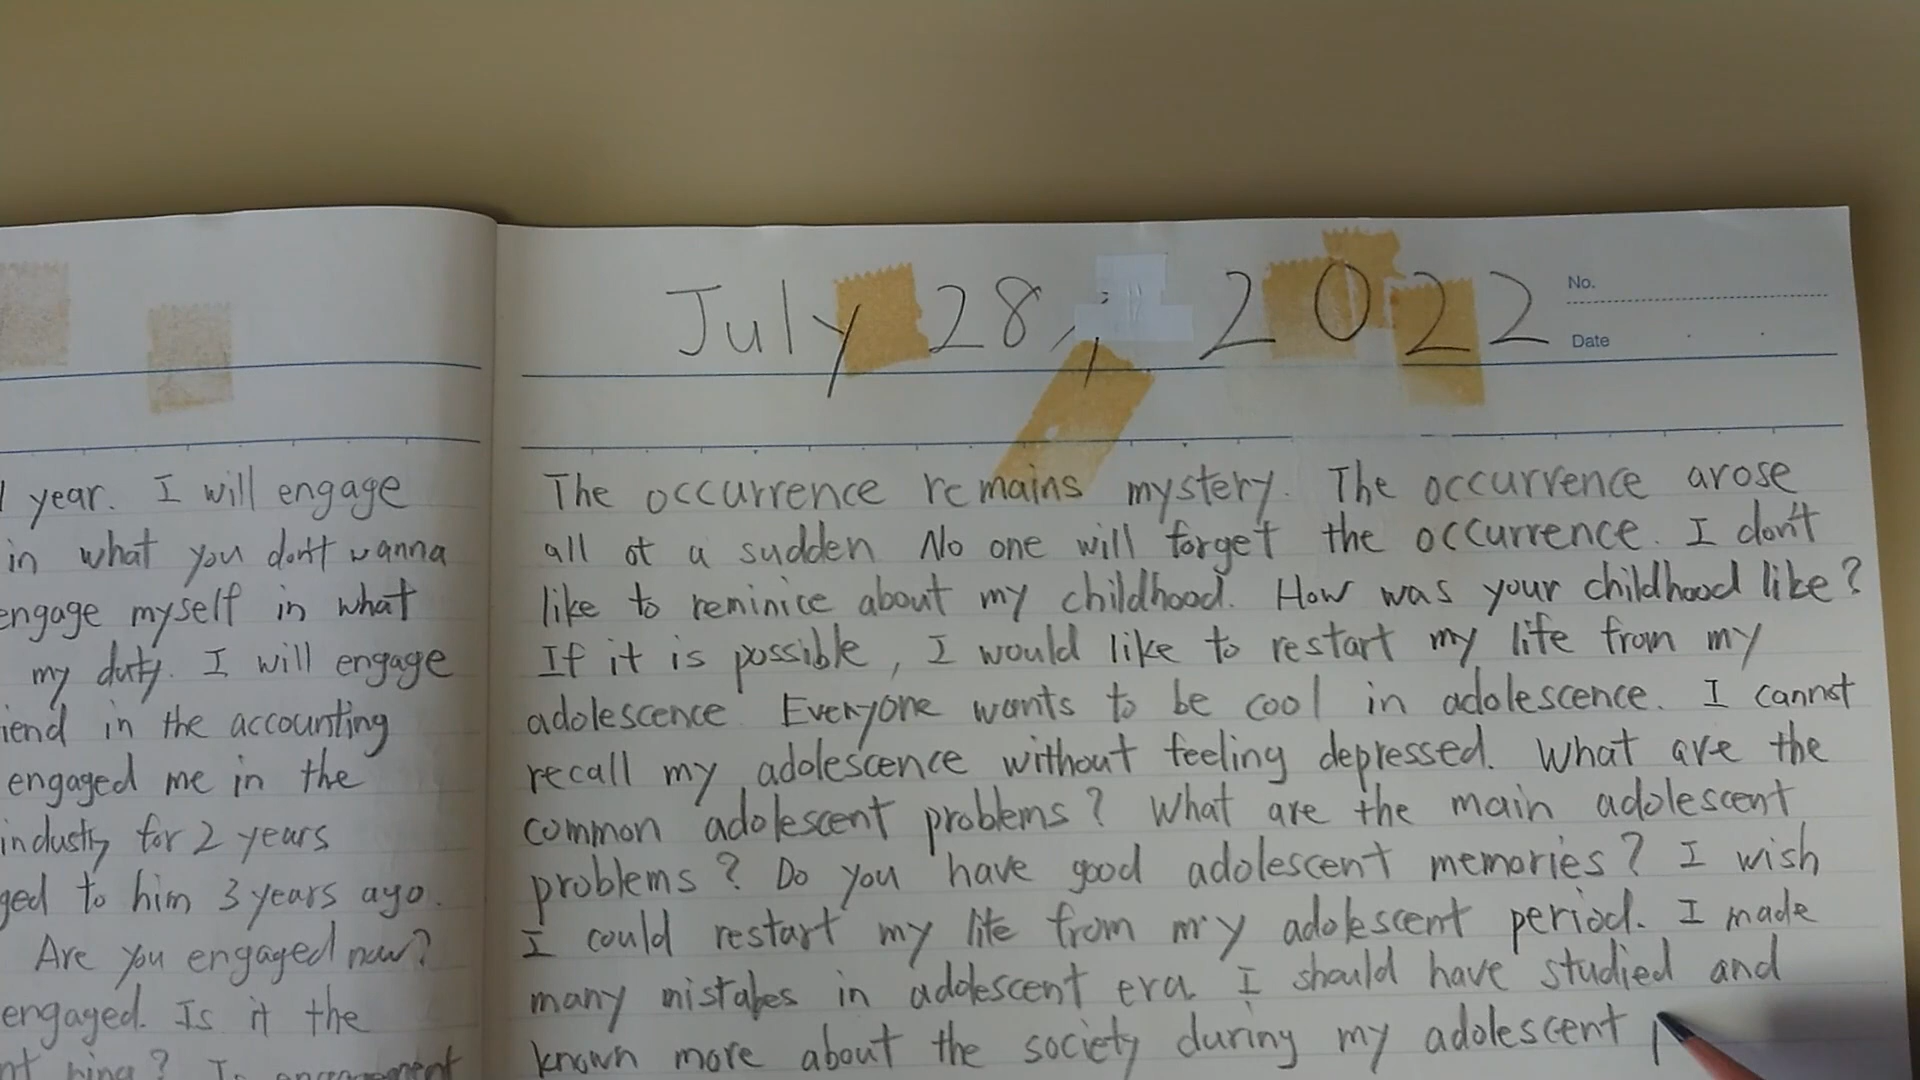 year. I will engage
in what you don't wanna
engage myself in what
my duty. I will engage
in the accounting
engaged me in the
industry for 2 years
to him 3 years ago.
Are you engaged now?
engaged. Is it the
July 28, 2022
No.
Date
The occurrence remains mystery. The occurrence arose
all of a sudden No one will forget the occurrence. I don't
like to reminice about my childhood. How was your childhood like?
If it is possible, I would like to restart my life from my
adolescence Everyone wants to be cool in adolescence. I cannot
recall my adolescence without feeling depressed. What are the
common adolescent problems? What are the main adolescent
problems? Do you have good adolescent memories? I wish
I could restart my life from my adolescent period. I made
many mistakes in adolescent era. I should have studied and
known more about the society during my adolescent